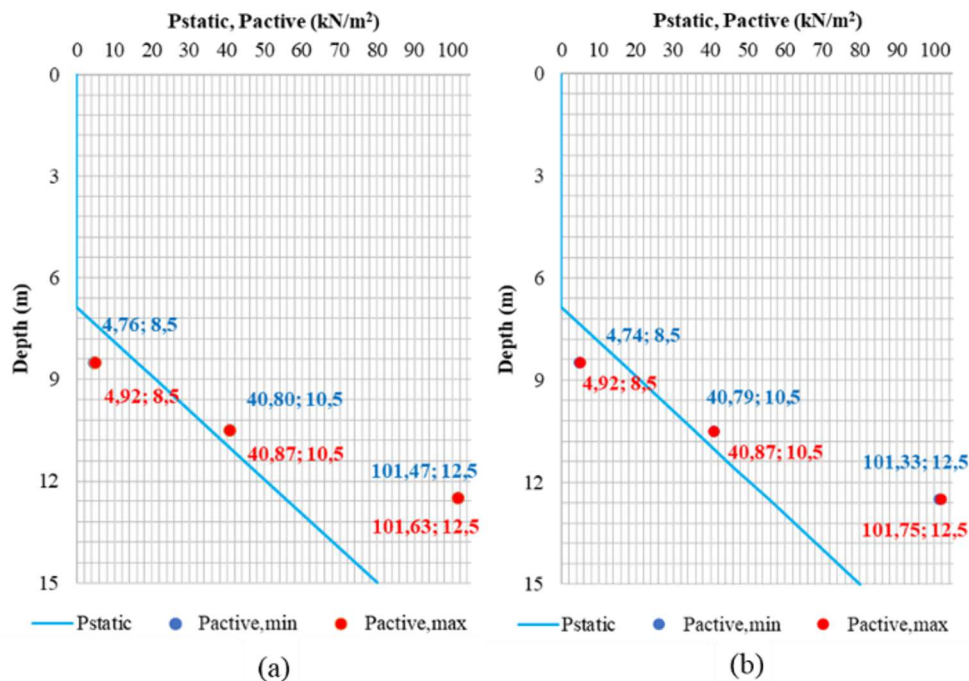 Pstatic, Pactive (kN/m²)
0 10 20 30 40 50 60 70 80 90 100
0
3
6
9
12
15
Depth (m)
4,76; 8,5
4,92; 8,5
40,80; 10,5
40,87; 10,5
101,47; 12,5
101,63; 12,5
Pstatic Pactive,min Pactive,max
(a)
Pstatic, Pactive (kN/m²)
0 10 20 30 40 50 60 70 80 90 100
0
3
6
9
12
15
Depth (m)
4,74; 8,5
4,92; 8,5
40,79; 10,5
40,87; 10,5
101,33; 12,5
101,75; 12,5
Pstatic Pactive,min Pactive,max
(b)